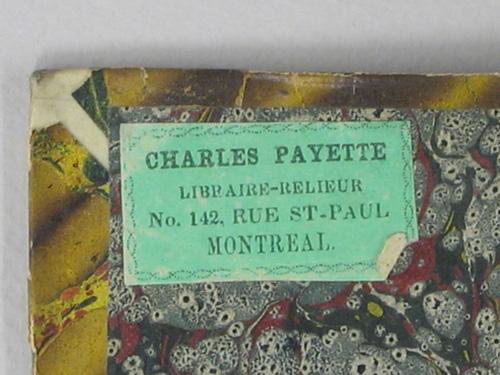 CHARLES PAYETTE
LIBRAIRE-RELIEUR
No. 142, RUE ST-PAUL
MONTREAL.